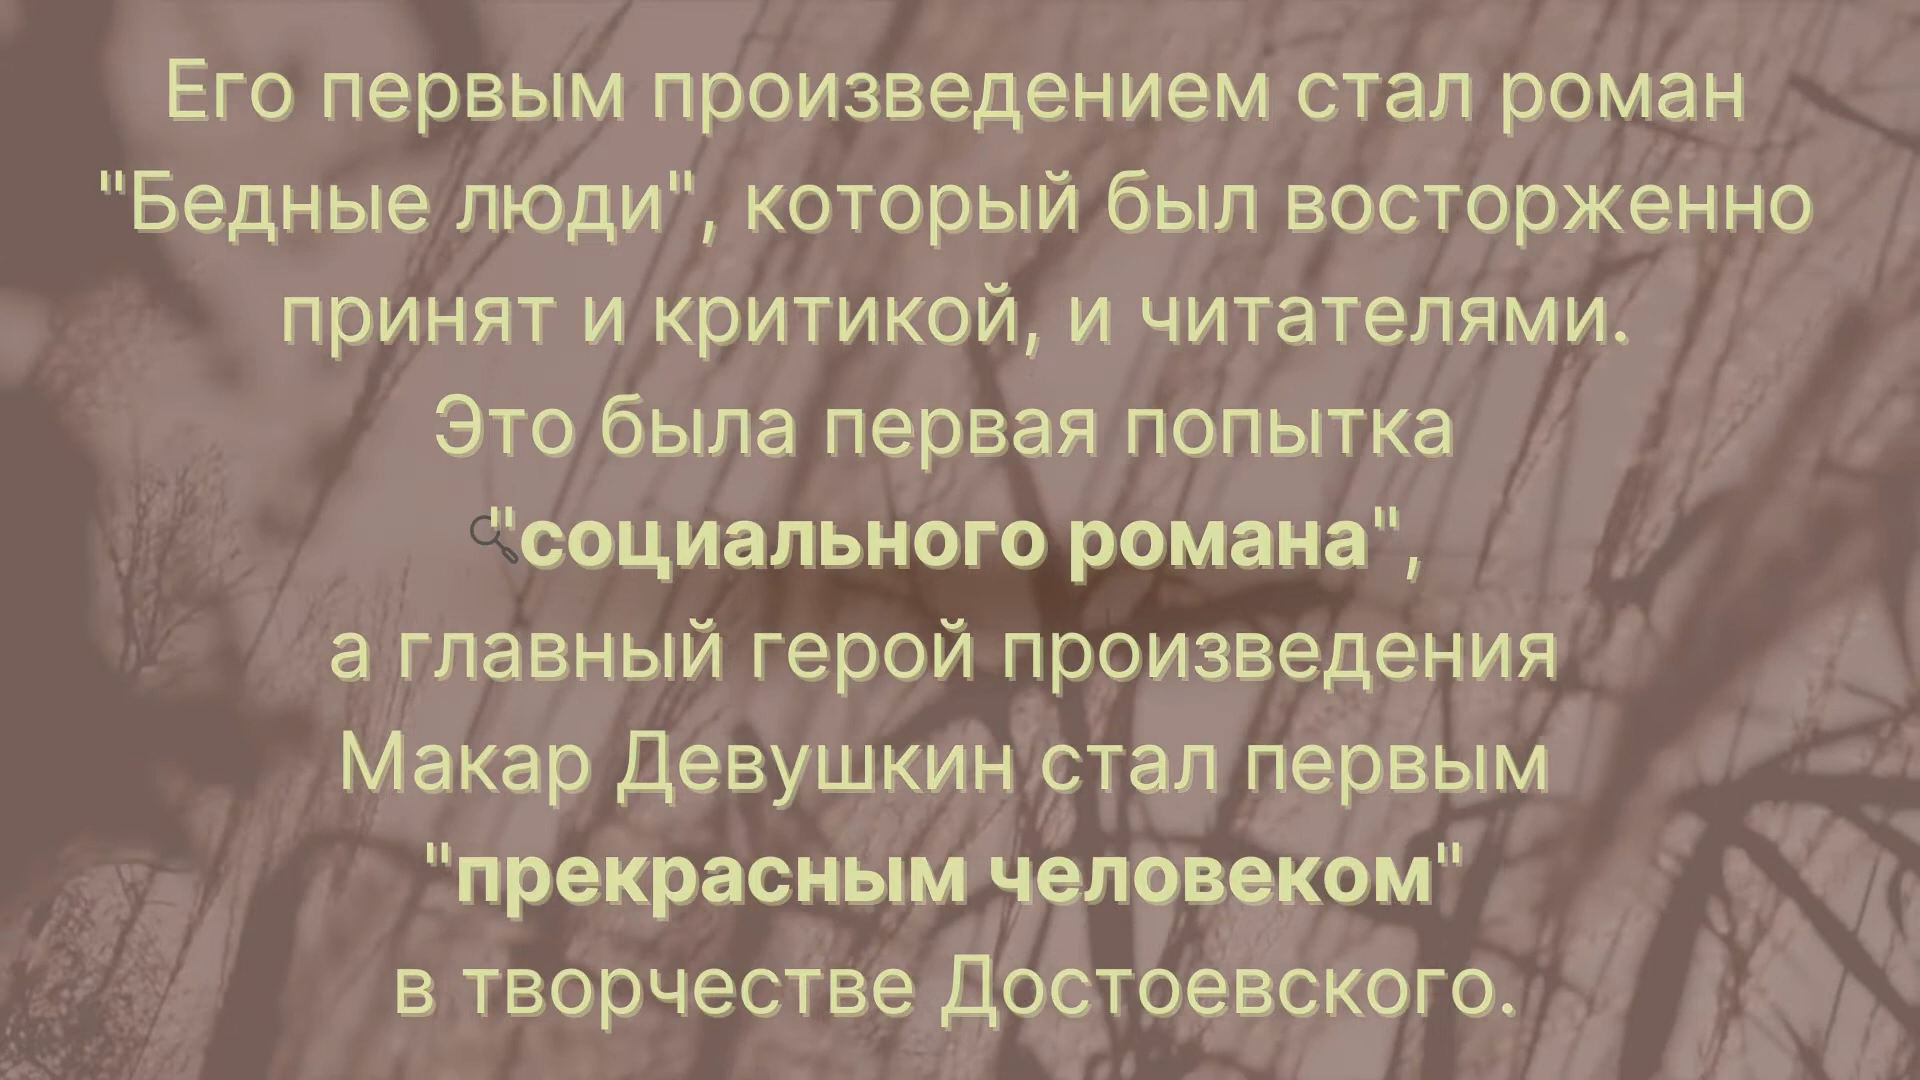 Его первым произведением стал роман
"Бедные люди", который был восторженно
принят и критикой, и читателями.
Это была первая попытка
"социального романа",
а главный герой произведения
Макар Девушкин стал первым
"прекрасным человеком"
в творчестве Достоевского.